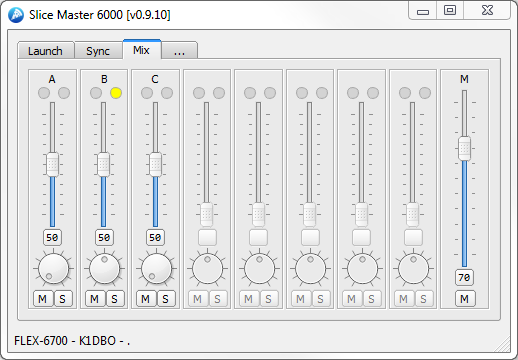 Slice Master 6000 [v0.9.10]
Launch Sync Mix ...
A B C M
50 50 50
70
M S M S M S M S M S M S M S M S M
FLEX-6700 - K1DBO - .